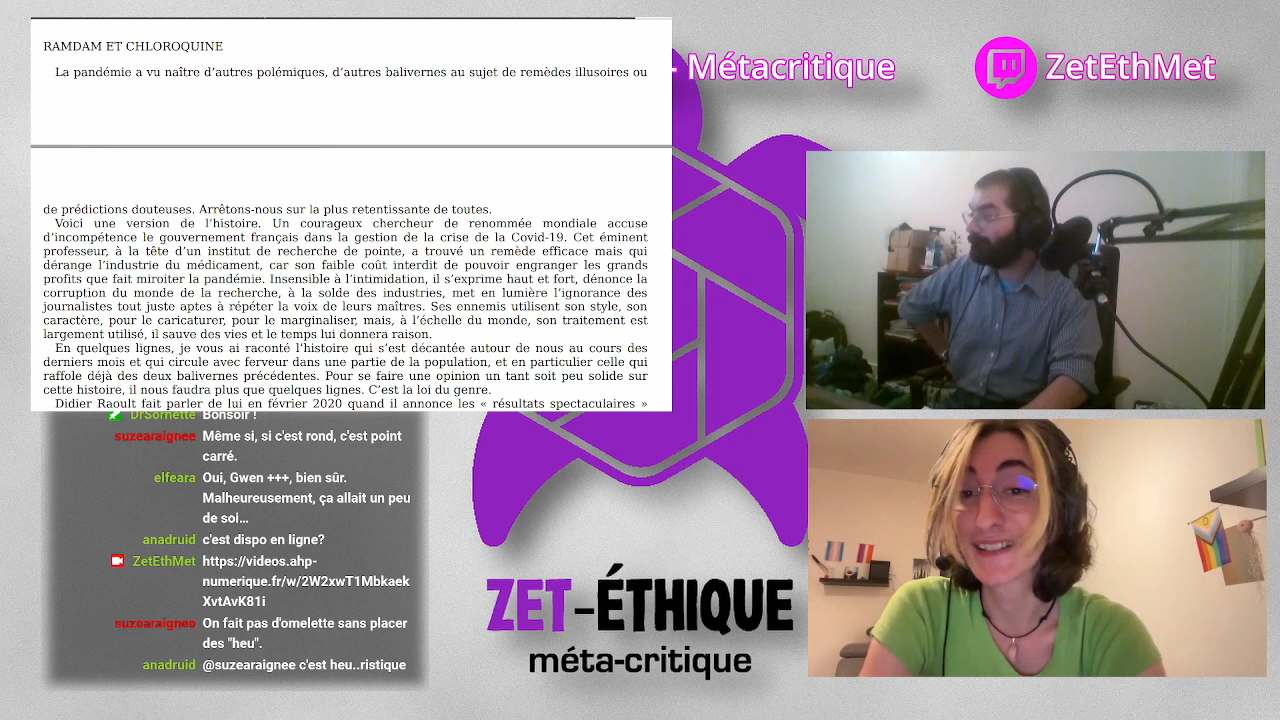 RAMDAM ET CHLOROQUINE
La pandémie a vu naître d'autres polémiques, d'autres balivernes au sujet de remèdes illusoires ou
de prédictions douteuses. Arrêtons-nous sur la plus retentissante de toutes.
Voici une version de l'histoire. Un courageux chercheur de renommée mondiale accuse
d'incompétence le gouvernement français dans la gestion de la crise de la Covid-19. Cet éminent
professeur, à la tête d'un institut de recherche de pointe, a trouvé un remède efficace mais qui
dérange l'industrie du médicament, car son faible coût interdit de pouvoir engranger les grands
profits que fait miroiter la pandémie. Insensible à l'intimidation, il s'exprime haut et fort, dénonce la
corruption du monde de la recherche, à la solde des industries, met en lumière l'ignorance des
journalistes tout juste aptes à répéter la voix de leurs maîtres. Ses ennemis utilisent son style, son
caractère, pour le caricaturer, pour le marginaliser, mais, à l'échelle du monde, son traitement est
largement utilisé, il sauve des vies et le temps lui donnera raison.
En quelques lignes, je vous ai raconté l'histoire qui s'est décantée autour de nous au cours des
derniers mois et qui circule avec ferveur dans une partie de la population, et en particulier celle qui
raffole déjà des deux balivernes précédentes. Pour se faire une opinion un tant soit peu solide sur
cette histoire, il nous faudra plus que quelques lignes. C'est la loi du genre.
Didier Raoult fait parler de lui en février 2020 quand il annonce les « résultats spectaculaires »
- Métacritique
ZetEthMet
DrSornette Bonsoir !
suzearaignee Même si, si c'est rond, c'est point
carré.
elfeara Oui, Gwen +++, bien sûr.
Malheureusement, ça allait un peu
de soi...
anadruid c'est dispo en ligne?
ZetEthMet https://videos.ahp-
numerique.fr/w/2W2xwT1Mbkaek
XvtAvK81i
suzearaignee On fait pas d'omelette sans placer
des "heu".
anadruid @suzearaignee c'est heu..ristique
ZET-ÉTHIQUE
méta-critique